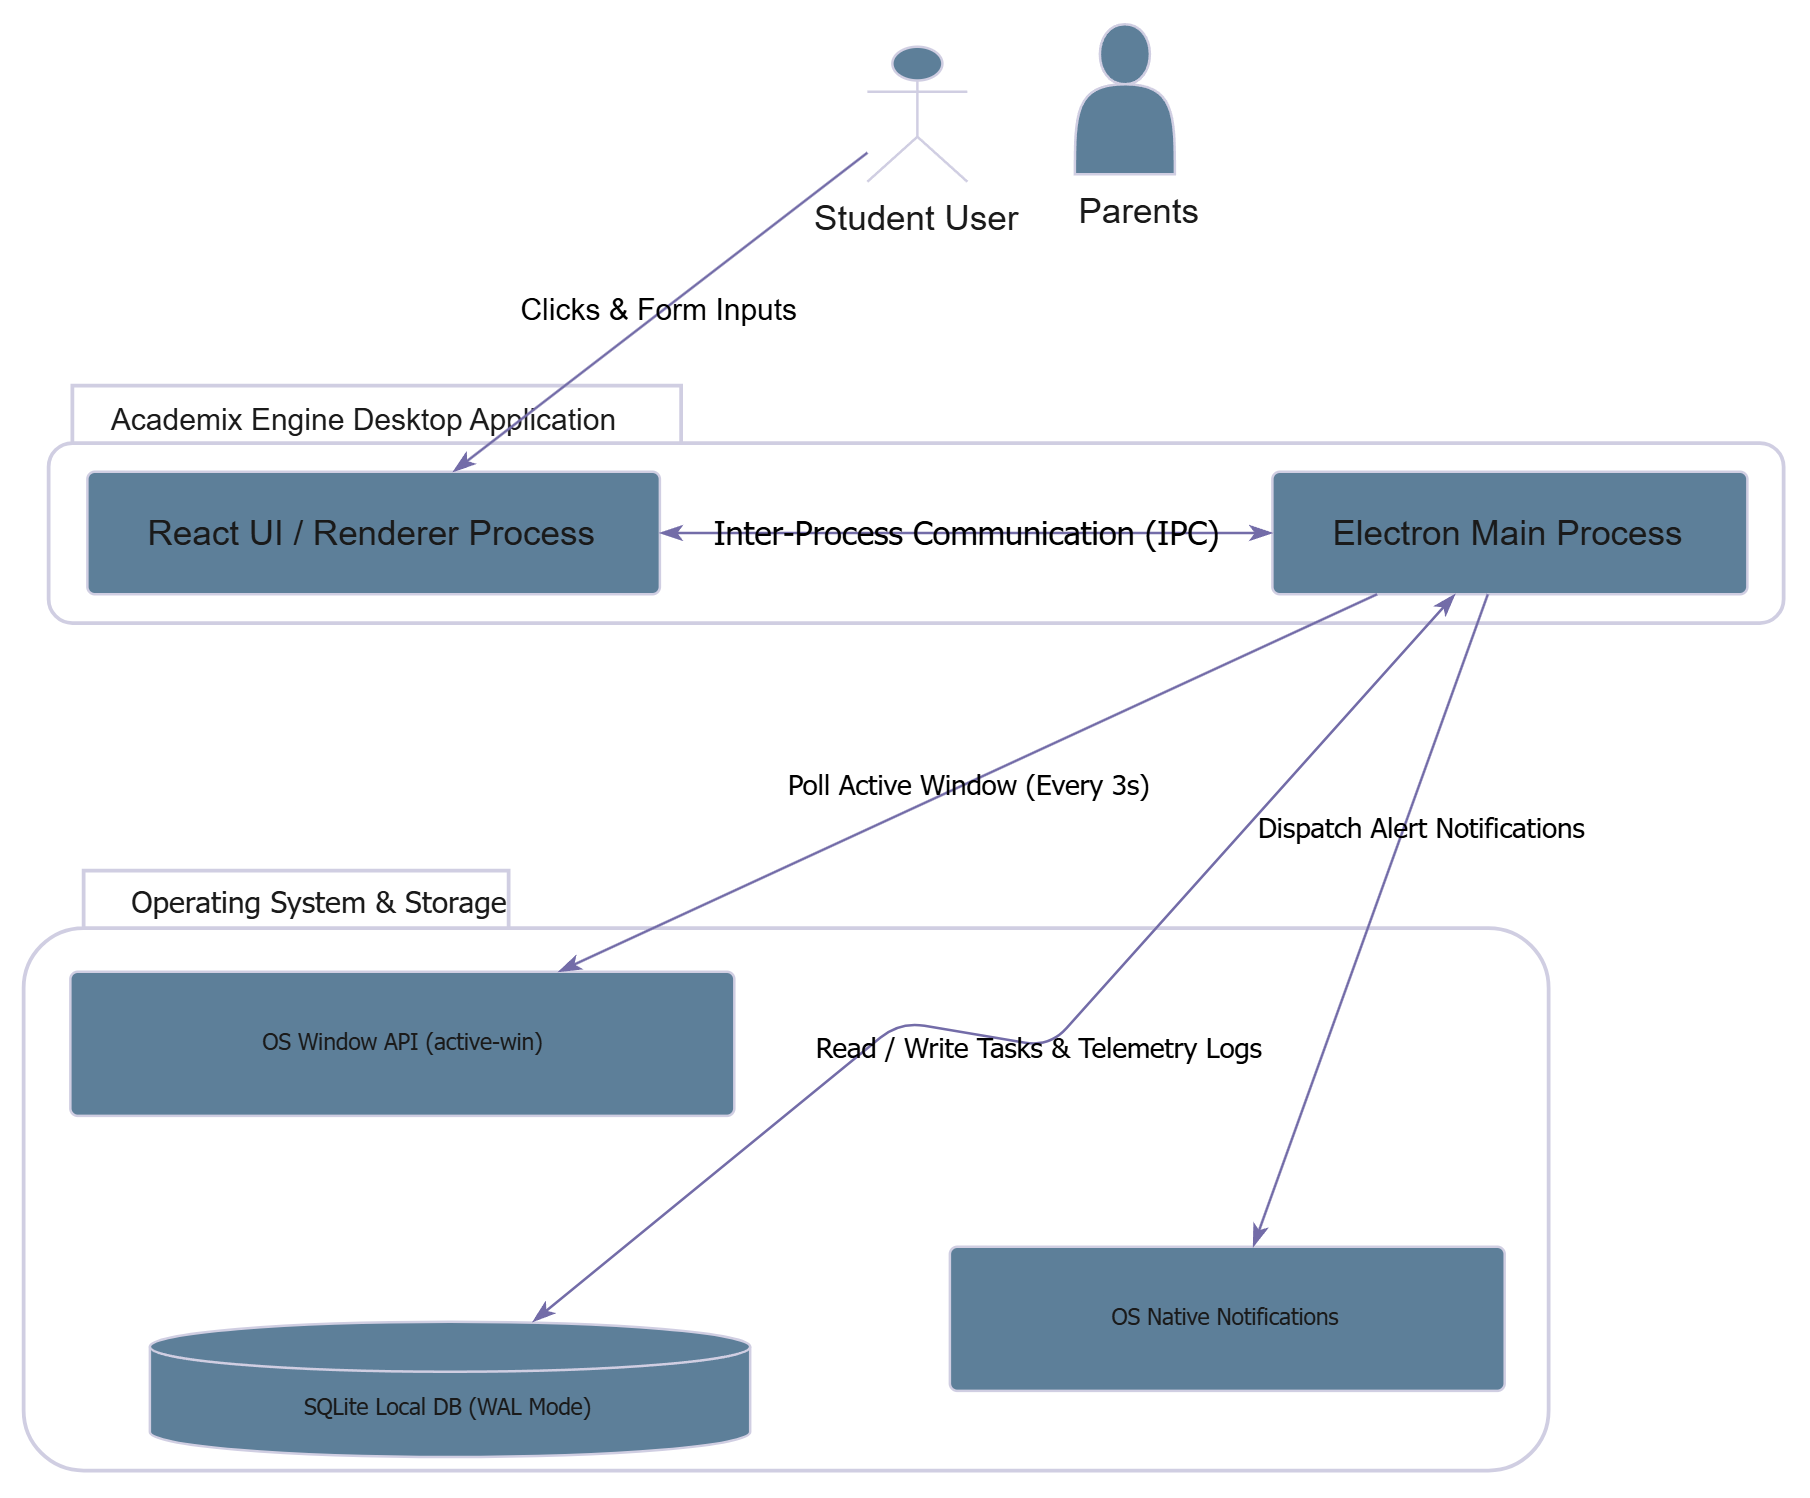 Student User
Parents
Clicks & Form Inputs
Academix Engine Desktop Application
React UI / Renderer Process
Inter-Process Communication (IPC)
Electron Main Process
Poll Active Window (Every 3s)
Dispatch Alert Notifications
Operating System & Storage
OS Window API (active-win)
Read / Write Tasks & Telemetry Logs
OS Native Notifications
SQLite Local DB (WAL Mode)